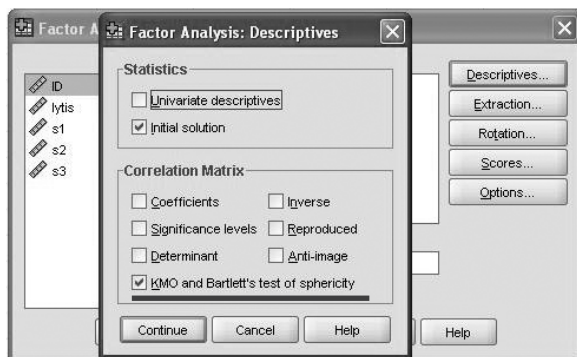 Factor A
Factor Analysis: Descriptives
ID
lytis
s1
s2
s3
Statistics
Univariate descriptives
Initial solution
Correlation Matrix
Coefficients
Inverse
Significance levels
Reproduced
Determinant
Anti-image
KMO and Bartlett's test of sphericity
Continue
Cancel
Help
Descriptives...
Extraction...
Rotation...
Scores...
Options...
Help